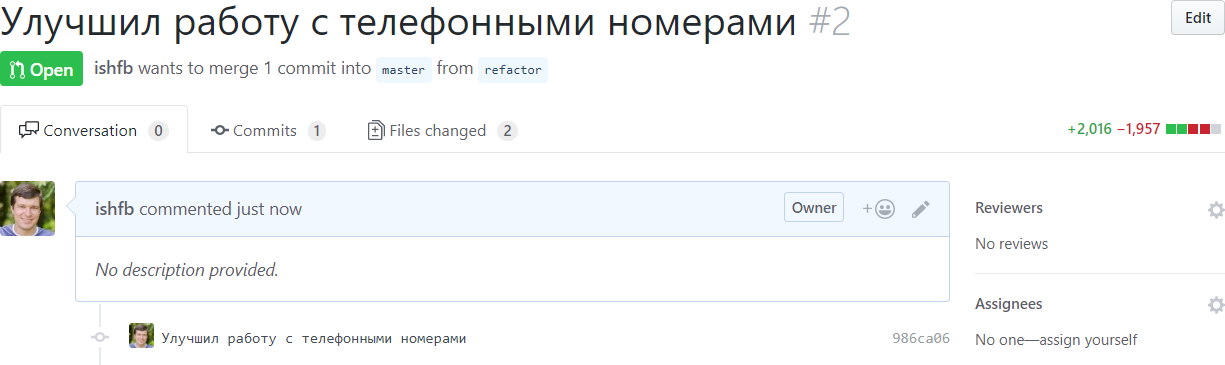 Улучшил работу с телефонными номерами #2
Edit
Open ishfb wants to merge 1 commit into master from refactor
Conversation 0 Commits 1 Files changed 2 +2,016 −1,957
ishfb commented just now Owner +
No description provided.
Улучшил работу с телефонными номерами 986ca06
Reviewers
No reviews
Assignees
No one—assign yourself